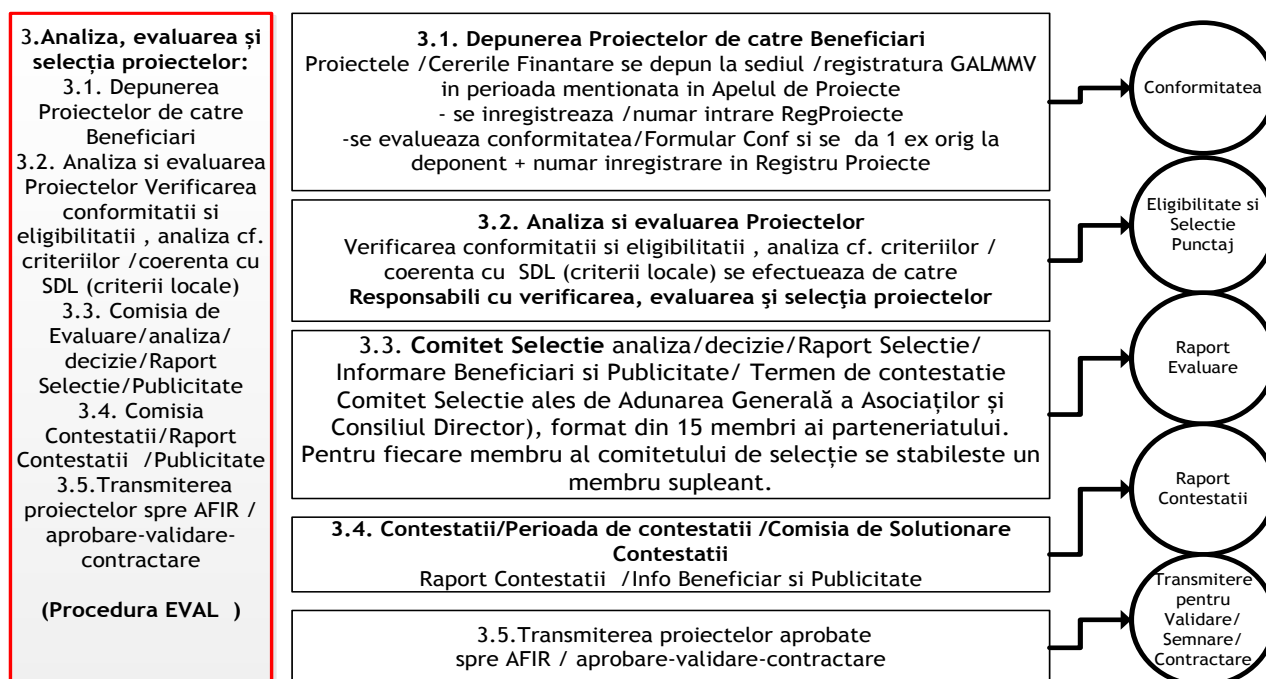 3.Analiza, evaluarea și
selecția proiectelor:
3.1. Depunerea
Proiectelor de catre
Beneficiari
3.2. Analiza si evaluarea
Proiectelor Verificarea
conformitatii si
eligibilitatii , analiza cf.
criteriilor /coerenta cu
SDL (criterii locale)
3.3. Comisia de
Evaluare/analiza/
decizie/Raport
Selectie/Publicitate
3.4. Comisia
Contestatii/Raport
Contestatii /Publicitate
3.5.Transmiterea
proiectelor spre AFIR /
aprobare-validare-
contractare
(Procedura EVAL )
3.1. Depunerea Proiectelor de catre Beneficiari
Proiectele /Cererile Finantare se depun la sediul /registratura GALMMV
in perioada mentionata in Apelul de Proiecte
- se inregistreaza /numar intrare RegProiecte
-se evalueaza conformitatea/Formular Conf si se da 1 ex orig la
deponent + numar inregistrare in Registru Proiecte
Conformitatea
3.2. Analiza si evaluarea Proiectelor
Verificarea conformitatii si eligibilitatii , analiza cf. criteriilor /
coerenta cu SDL (criterii locale) se efectueaza de catre
Responsabili cu verificarea, evaluarea şi selecţia proiectelor
Eligibilitate si
Selectie
Punctaj
3.3. Comitet Selectie analiza/decizie/Raport Selectie/
Informare Beneficiari si Publicitate/ Termen de contestatie
Comitet Selectie ales de Adunarea Generală a Asociaților și
Consiliul Director), format din 15 membri ai parteneriatului.
Pentru fiecare membru al comitetului de selecție se stabileste un
membru supleant.
Raport
Evaluare
3.4. Contestatii/Perioada de contestatii /Comisia de Solutionare
Contestatii
Raport Contestatii /Info Beneficiar si Publicitate
Raport
Contestatii
3.5.Transmiterea proiectelor aprobate
spre AFIR / aprobare-validare-contractare
Transmitere
pentru
Validare/
Semnare/
Contractare